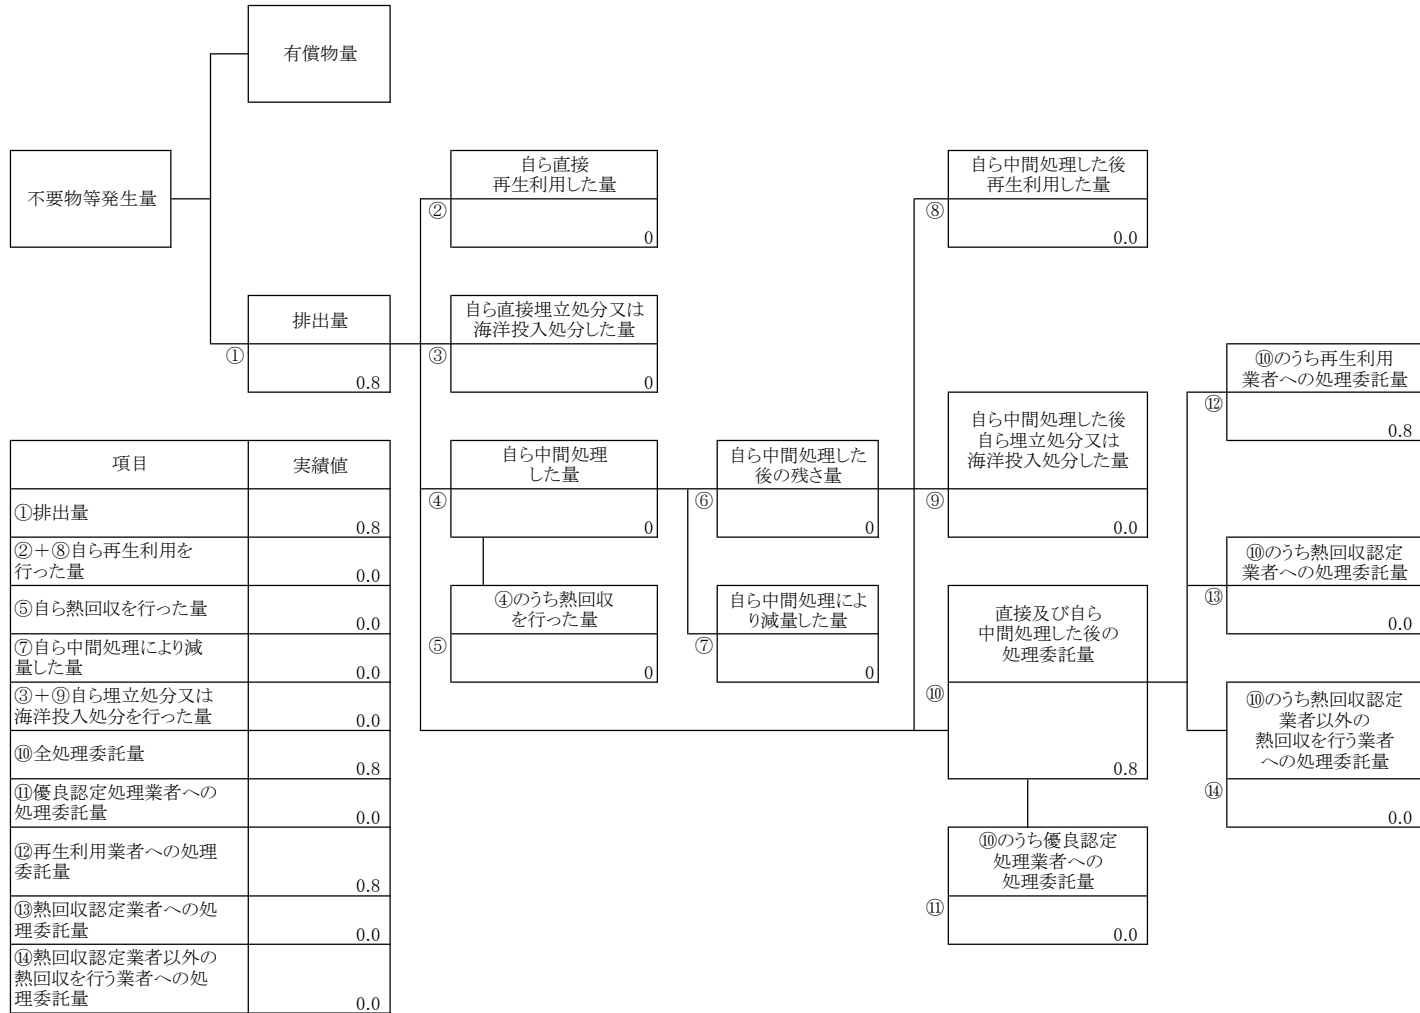 有償物量
不要物等発生量
自ら直接
再生利用した量
②
0
自ら中間処理した後
再生利用した量
⑧
0.0
排出量
①
0.8
自ら直接埋立処分又は
海洋投入処分した量
③
0
⑩のうち再生利用
業者への処理委託量
⑫
0.8
自ら中間処理
した量
④
0
自ら中間処理した
後の残さ量
⑥
0
自ら中間処理した後
自ら埋立処分又は
海洋投入処分した量
⑨
0.0
⑩のうち熱回収認定
業者への処理委託量
⑬
0.0
④のうち熱回収
を行った量
⑤
0
自ら中間処理によ
り減量した量
⑦
0
直接及び自ら
中間処理した後の
処理委託量
⑩
0.8
⑩のうち熱回収認定
業者以外の
熱回収を行う業者
への処理委託量
⑭
0.0
⑩のうち優良認定
処理業者への
処理委託量
⑪
0.0
項目 実績値
①排出量
0.8
②+⑧自ら再生利用を
行った量 0.0
⑤自ら熱回収を行った量
0.0
⑦自ら中間処理により減
量した量 0.0
③+⑨自ら埋立処分又は
海洋投入処分を行った量 0.0
⑩全処理委託量
0.8
⑪優良認定処理業者への
処理委託量 0.0
⑫再生利用業者への処理
委託量 0.8
⑬熱回収認定業者への処
理委託量 0.0
⑭熱回収認定業者以外の
熱回収を行う業者への処
理委託量 0.0